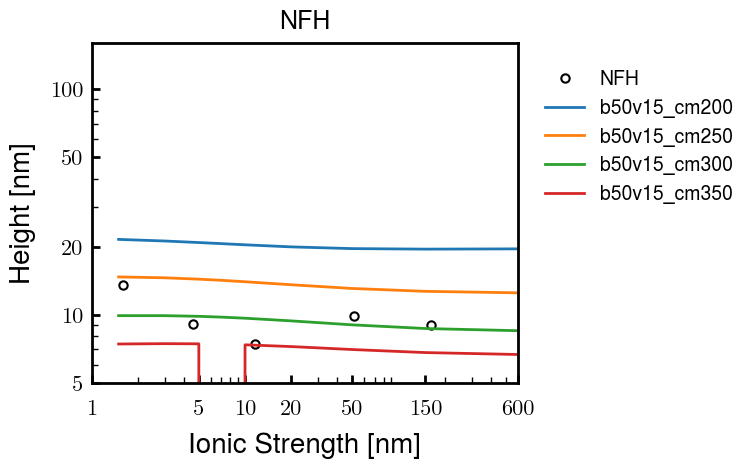 NFH
100
50
20
10
5
Height [nm]
1
5
10
20
50
150
600
Ionic Strength [nm]
NFH
b50v15_cm200
b50v15_cm250
b50v15_cm300
b50v15_cm350